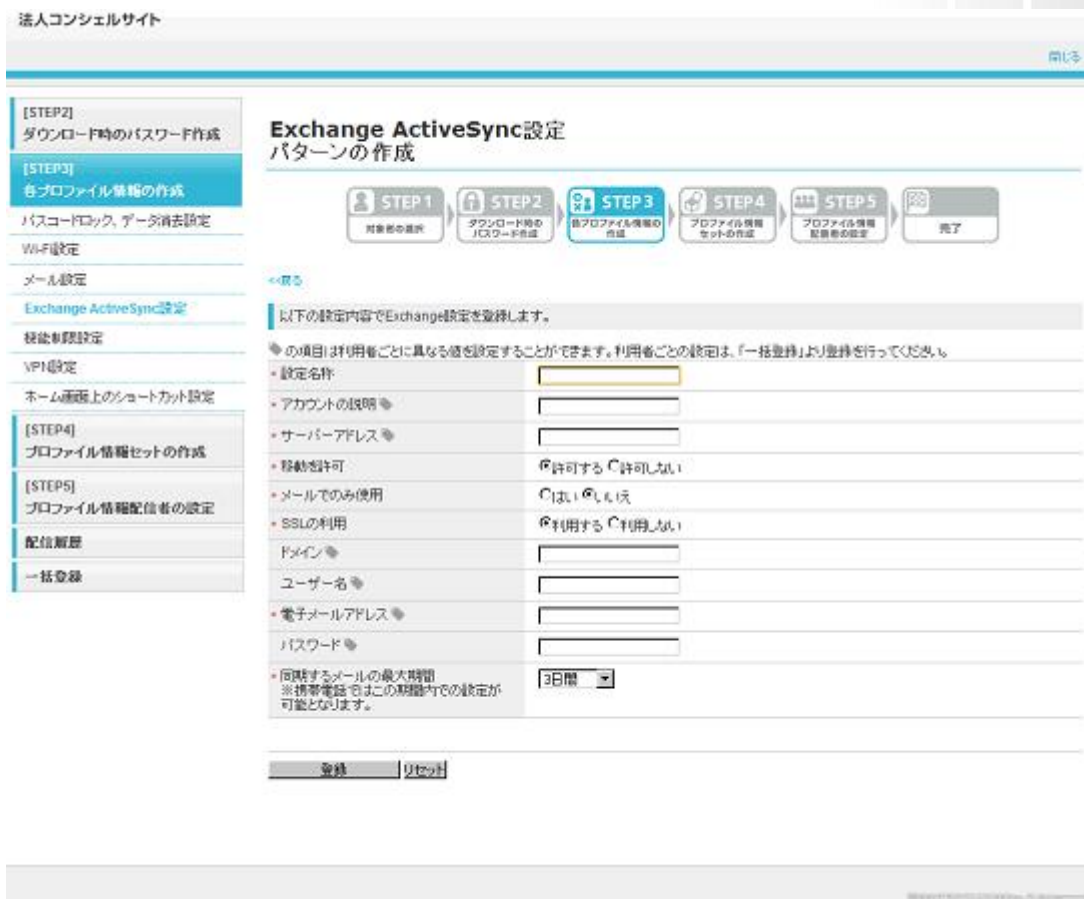 法人コンシェルサイト
閉じる
[STEP2]
ダウンロード時のパスワード作成
[STEP3]
各プロファイル情報の作成
パスコードロック、データ消去設定
Wi-Fi設定
メール設定
Exchange ActiveSync設定
機能制限設定
VPN設定
ホーム画面上のショートカット設定
[STEP4]
プロファイル情報セットの作成
[STEP5]
プロファイル情報配信者の設定
配信履歴
一括登録
Exchange ActiveSync設定
パターンの作成
STEP 1
対象者の選択
STEP 2
ダウンロード時の
パスワード作成
STEP 3
各プロファイル情報の
作成
STEP 4
プロファイル情報
セットの作成
STEP 5
プロファイル情報
配信者の設定
完了
<<戻る
以下の設定内容でExchange設定を登録します。
の項目は利用者ごとに異なる値を設定することができます。利用者ごとの設定は、「一括登録」より登録を行ってください。
設定名称
アカウントの説明
サーバーアドレス
移動を許可 許可する 許可しない
メールでのみ使用 はい いいえ
SSLの利用 利用する 利用しない
ドメイン
ユーザー名
電子メールアドレス
パスワード
同期するメールの最大期間 3日間
※携帯電話ではこの期間内での設定が
可能となります。
登録 リセット